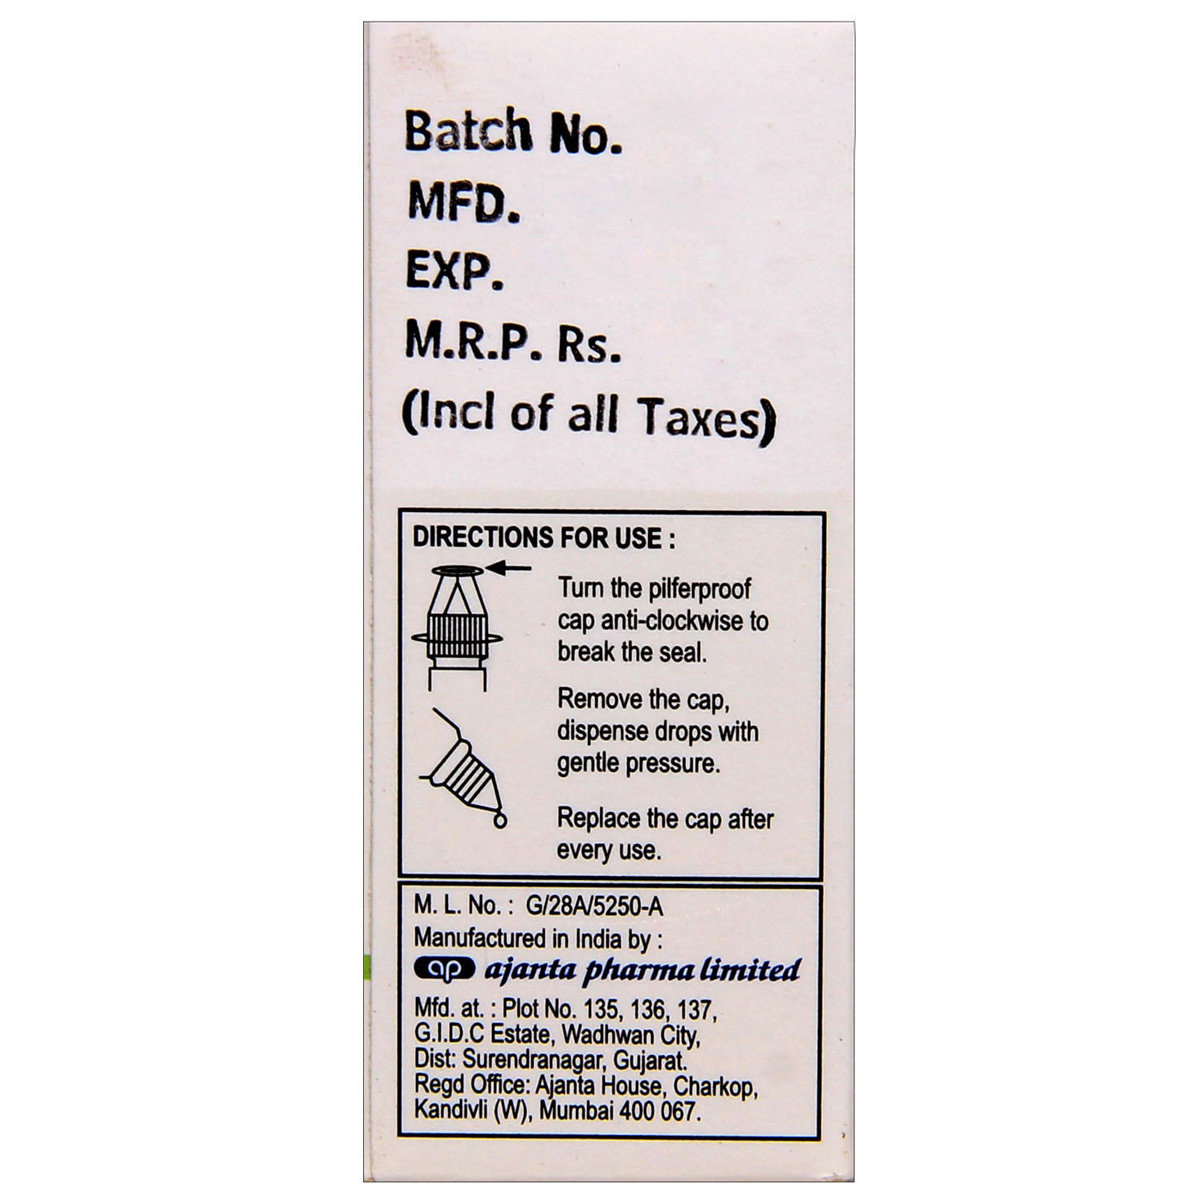 Batch No.
MFD.
EXP.
M.R.P. Rs.
(Incl of all Taxes)
DIRECTIONS FOR USE :
Turn the pilferproof
cap anti-clockwise to
break the seal.
Remove the cap,
dispense drops with
gentle pressure.
Replace the cap after
every use.
M. L. No. : G/28A/5250-A
Manufactured in India by :
ap ajanta pharma limited
Mfd. at. : Plot No. 135, 136, 137,
G.I.D.C Estate, Wadhwan City,
Dist: Surendranagar, Gujarat.
Regd Office: Ajanta House, Charkop,
Kandivli (W), Mumbai 400 067.